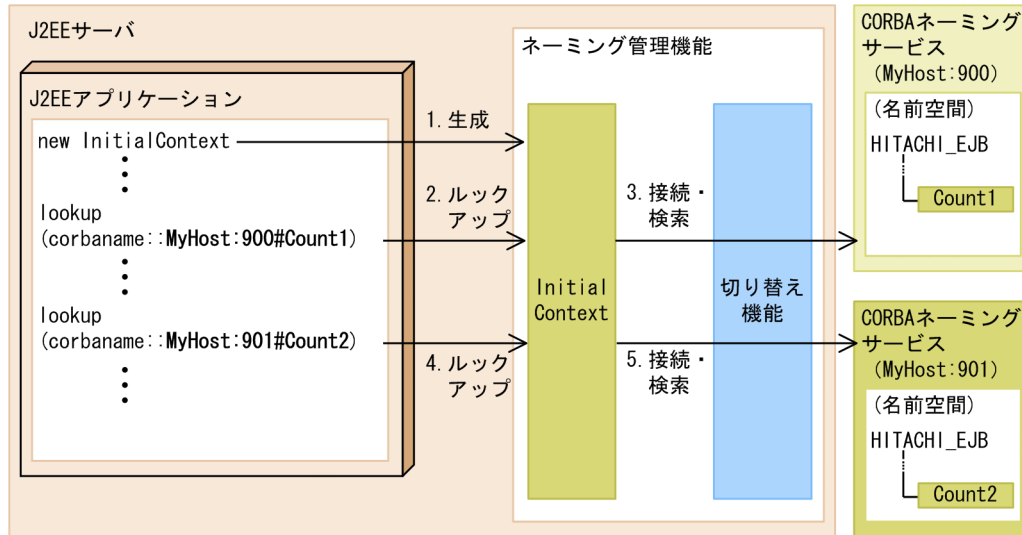 J2EEサーバ
J2EEアプリケーション
new InitialContext
lookup
(corbaname::MyHost:900#Count1)
lookup
(corbaname::MyHost:901#Count2)
1.生成
2.ルック
アップ
4.ルック
アップ
ネーミング管理機能
Initial
Context
3.接続・
検索
5.接続・
検索
切り替え
機能
CORBAネーミング
サービス
(MyHost:900)
(名前空間)
HITACHI_EJB
Count1
CORBAネーミング
サービス
(MyHost:901)
(名前空間)
HITACHI_EJB
Count2